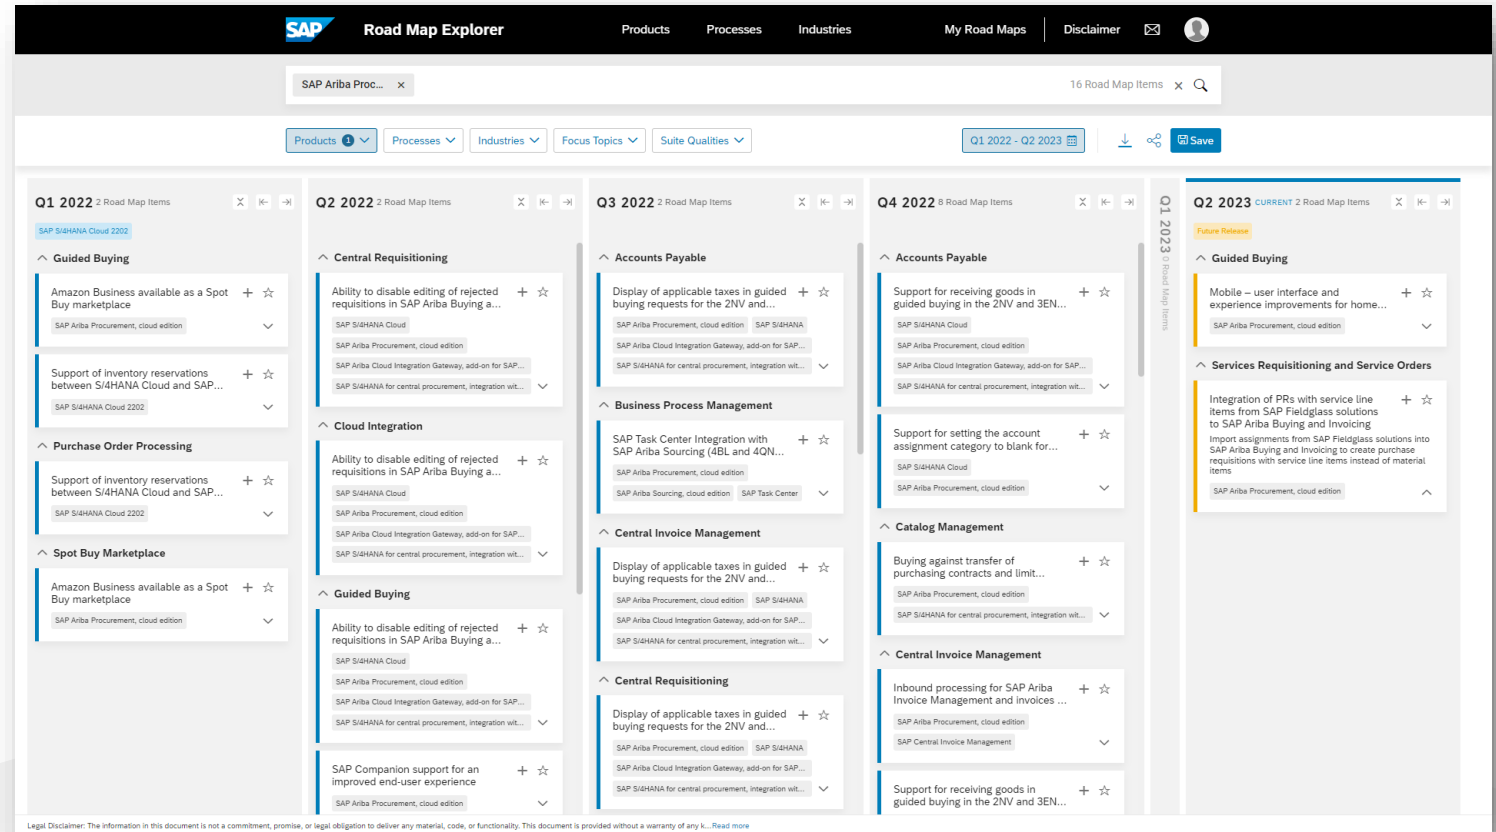 SAP Road Map Explorer Products Processes Industries My Road Maps Disclaimer
SAP Ariba Proc... × 16 Road Map Items ×
Products 1 Processes Industries Focus Topics Suite Qualities Q1 2022 - Q2 2023 Save
Q1 2022 2 Road Map Items
SAP S/4HANA Cloud 2202
Guided Buying
Amazon Business available as a Spot
Buy marketplace
SAP Ariba Procurement, cloud edition
Support of inventory reservations
between S/4HANA Cloud and SAP...
SAP S/4HANA Cloud 2202
Purchase Order Processing
Support of inventory reservations
between S/4HANA Cloud and SAP...
SAP S/4HANA Cloud 2202
Spot Buy Marketplace
Amazon Business available as a Spot
Buy marketplace
SAP Ariba Procurement, cloud edition
Q2 2022 2 Road Map Items
Central Requisitioning
Ability to disable editing of rejected
requisitions in SAP Ariba Buying a...
SAP S/4HANA Cloud
SAP Ariba Procurement, cloud edition
SAP Ariba Cloud Integration Gateway, add-on for SAP...
SAP S/4HANA for central procurement, integration wit...
Cloud Integration
Ability to disable editing of rejected
requisitions in SAP Ariba Buying a...
SAP S/4HANA Cloud
SAP Ariba Procurement, cloud edition
SAP Ariba Cloud Integration Gateway, add-on for SAP...
SAP S/4HANA for central procurement, integration wit...
Guided Buying
Ability to disable editing of rejected
requisitions in SAP Ariba Buying a...
SAP S/4HANA Cloud
SAP Ariba Procurement, cloud edition
SAP Ariba Cloud Integration Gateway, add-on for SAP...
SAP S/4HANA for central procurement, integration wit...
SAP Companion support for an
improved end-user experience
SAP Ariba Procurement, cloud edition
Q3 2022 2 Road Map Items
Accounts Payable
Display of applicable taxes in guided
buying requests for the 2NV and...
SAP Ariba Procurement, cloud edition SAP S/4HANA
SAP Ariba Cloud Integration Gateway, add-on for SAP...
SAP S/4HANA for central procurement, integration wit...
Business Process Management
SAP Task Center Integration with
SAP Ariba Sourcing (4BL and 4QN...
SAP Ariba Procurement, cloud edition
SAP Ariba Sourcing, cloud edition SAP Task Center
Central Invoice Management
Display of applicable taxes in guided
buying requests for the 2NV and...
SAP Ariba Procurement, cloud edition SAP S/4HANA
SAP Ariba Cloud Integration Gateway, add-on for SAP...
SAP S/4HANA for central procurement, integration wit...
Central Requisitioning
Display of applicable taxes in guided
buying requests for the 2NV and...
SAP Ariba Procurement, cloud edition SAP S/4HANA
SAP Ariba Cloud Integration Gateway, add-on for SAP...
SAP S/4HANA for central procurement, integration wit...
Q4 2022 8 Road Map Items
Accounts Payable
Support for receiving goods in
guided buying in the 2NV and 3EN...
SAP S/4HANA Cloud
SAP Ariba Procurement, cloud edition
SAP Ariba Cloud Integration Gateway, add-on for SAP...
SAP S/4HANA for central procurement, integration wit...
Support for setting the account
assignment category to blank for...
SAP S/4HANA Cloud
SAP Ariba Procurement, cloud edition
Catalog Management
Buying against transfer of
purchasing contracts and limit...
SAP Ariba Procurement, cloud edition
SAP S/4HANA for central procurement, integration wit...
Central Invoice Management
Inbound processing for SAP Ariba
Invoice Management and invoices ...
SAP Ariba Procurement, cloud edition
SAP Central Invoice Management
Support for receiving goods in
guided buying in the 2NV and 3EN...
Q1 2023 0 Road Map Items
Q2 2023 CURRENT 2 Road Map Items
Future Release
Guided Buying
Mobile – user interface and
experience improvements for home...
SAP Ariba Procurement, cloud edition
Services Requisitioning and Service Orders
Integration of PRs with service line
items from SAP Fieldglass solutions
to SAP Ariba Buying and Invoicing
Import assignments from SAP Fieldglass solutions into
SAP Ariba Buying and Invoicing to create purchase
requisitions with service line items instead of material
items
SAP Ariba Procurement, cloud edition
Legal Disclaimer: The information in this document is not a commitment, promise, or legal obligation to deliver any material, code, or functionality. This document is provided without a warranty of any k... Read more